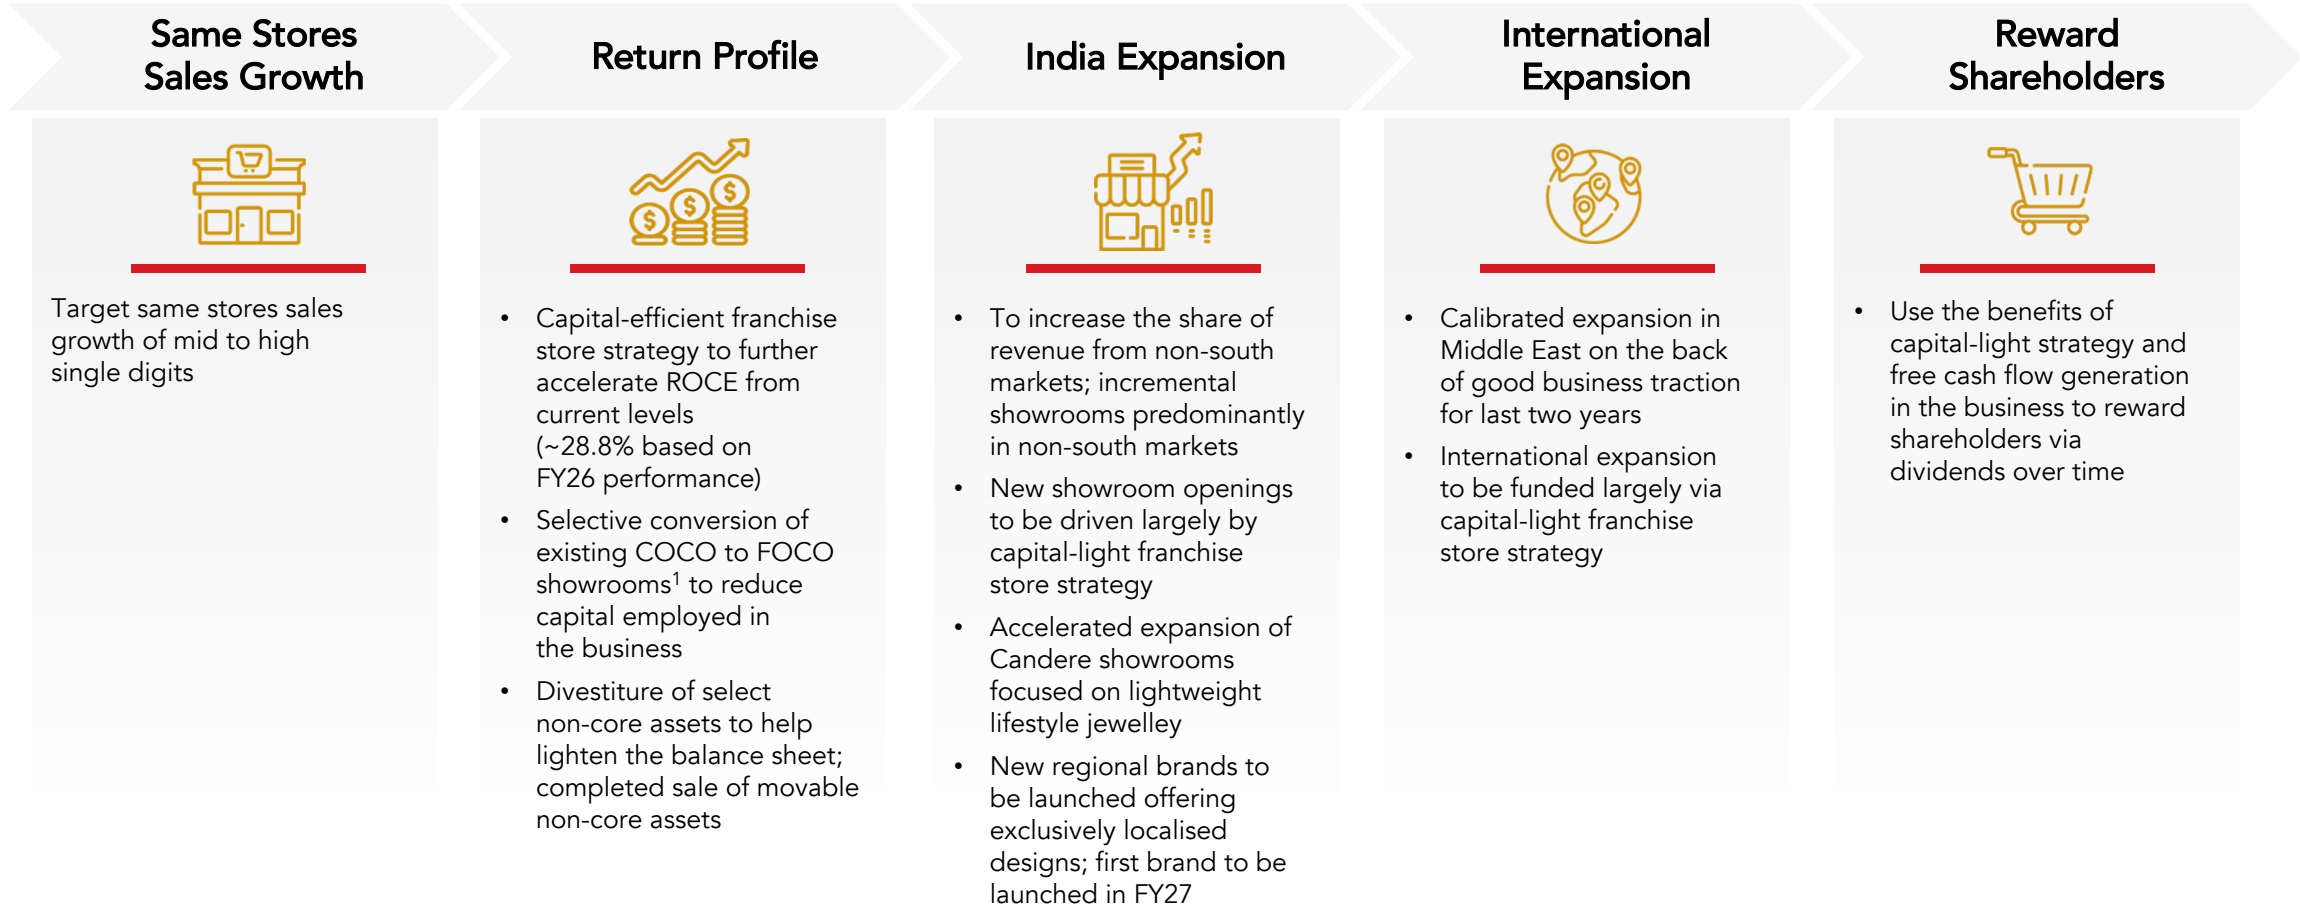 Same Stores
Sales Growth
Return Profile
India Expansion
International
Expansion
Reward
Shareholders
Target same stores sales
growth of mid to high
single digits
• Capital-efficient franchise
store strategy to further
accelerate ROCE from
current levels
(~28.8% based on
FY26 performance)
• Selective conversion of
existing COCO to FOCO
showrooms¹ to reduce
capital employed in
the business
• Divestiture of select
non-core assets to help
lighten the balance sheet;
completed sale of movable
non-core assets
• To increase the share of
revenue from non-south
markets; incremental
showrooms predominantly
in non-south markets
• New showroom openings
to be driven largely by
capital-light franchise
store strategy
• Accelerated expansion of
Candere showrooms
focused on lightweight
lifestyle jewelley
• New regional brands to
be launched offering
exclusively localised
designs; first brand to be
launched in FY27
• Calibrated expansion in
Middle East on the back
of good business traction
for last two years
• International expansion
to be funded largely via
capital-light franchise
store strategy
• Use the benefits of
capital-light strategy and
free cash flow generation
in the business to reward
shareholders via
dividends over time